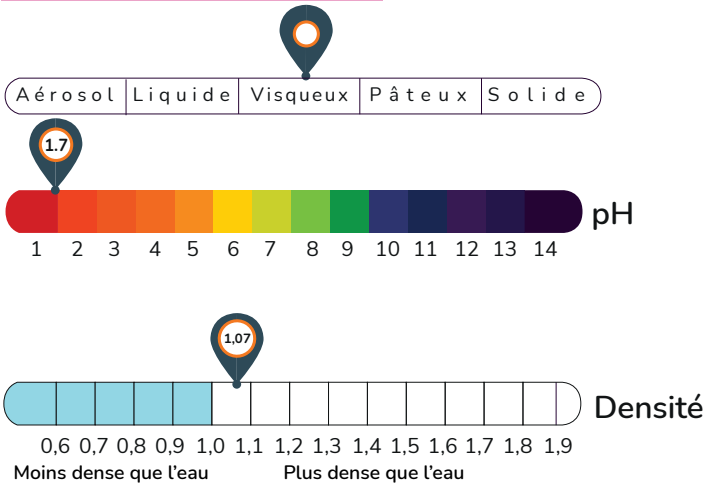 Aérosol Liquide Visqueux Pâteux Solide
1.7
pH
1 2 3 4 5 6 7 8 9 10 11 12 13 14
1,07
Densité
0,6 0,7 0,8 0,9 1,0 1,1 1,2 1,3 1,4 1,5 1,6 1,7 1,8 1,9
Moins dense que l'eau Plus dense que l'eau